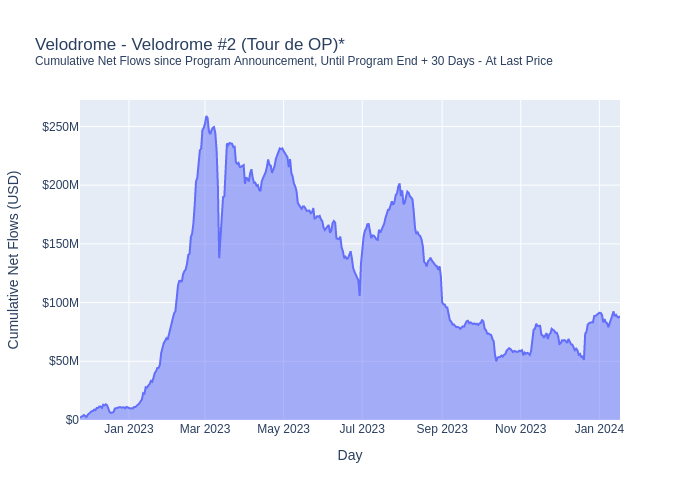 Velodrome - Velodrome #2 (Tour de OP)*
Cumulative Net Flows since Program Announcement, Until Program End + 30 Days - At Last Price
Cumulative Net Flows (USD)
$250M
$200M
$150M
$100M
$50M
$0
Jan 2023 Mar 2023 May 2023 Jul 2023 Sep 2023 Nov 2023 Jan 2024
Day